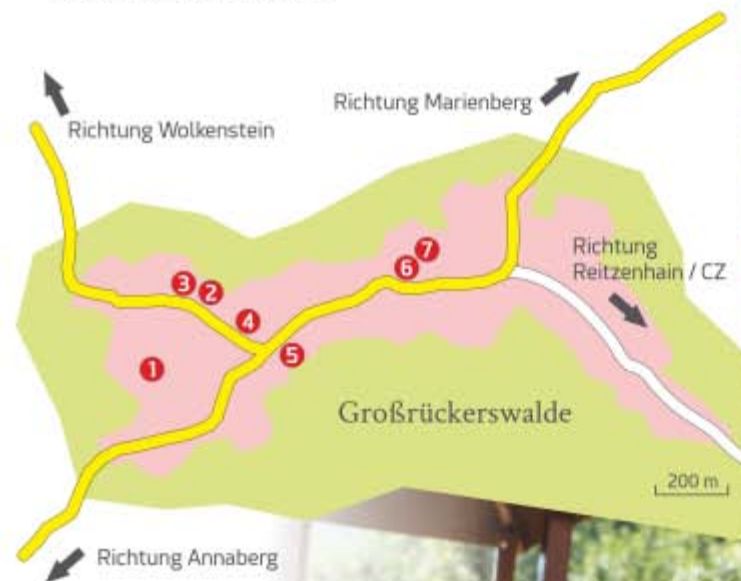 Richtung Wolkenstein
Richtung Marienberg
Richtung
Reitzenhain / CZ
3
2
7
6
4
5
1
Großrückerswalde
200 m
Richtung Annaberg